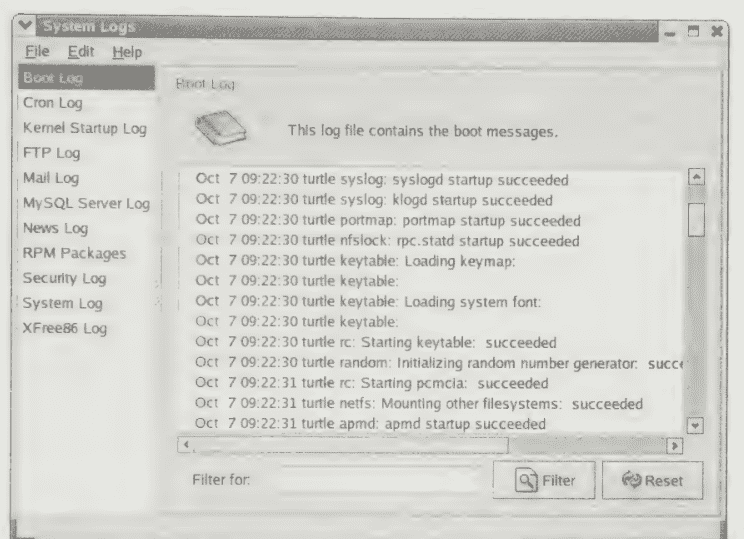 System Logs
File Edit Help
Boot Log
Cron Log
Kernel Startup Log
FTP Log
Mail Log
MySQL Server Log
News Log
RPM Packages
Security Log
System Log
XFree86 Log
Boot Log
This log file contains the boot messages.
Oct 7 09:22:30 turtle syslog: syslogd startup succeeded
Oct 7 09:22:30 turtle syslog: klogd startup succeeded
Oct 7 09:22:30 turtle portmap: portmap startup succeeded
Oct 7 09:22:30 turtle nfslock: rpc.statd startup succeeded
Oct 7 09:22:30 turtle keytable: Loading keymap:
Oct 7 09:22:30 turtle keytable:
Oct 7 09:22:30 turtle keytable: Loading system font:
Oct 7 09:22:30 turtle keytable:
Oct 7 09:22:30 turtle rc: Starting keytable: succeeded
Oct 7 09:22:30 turtle random: Initializing random number generator: succe
Oct 7 09:22:31 turtle rc: Starting pcmcia: succeeded
Oct 7 09:22:31 turtle netfs: Mounting other filesystems: succeeded
Oct 7 09:22:31 turtle apmd: apmd startup succeeded
Filter for:
Filter
Reset